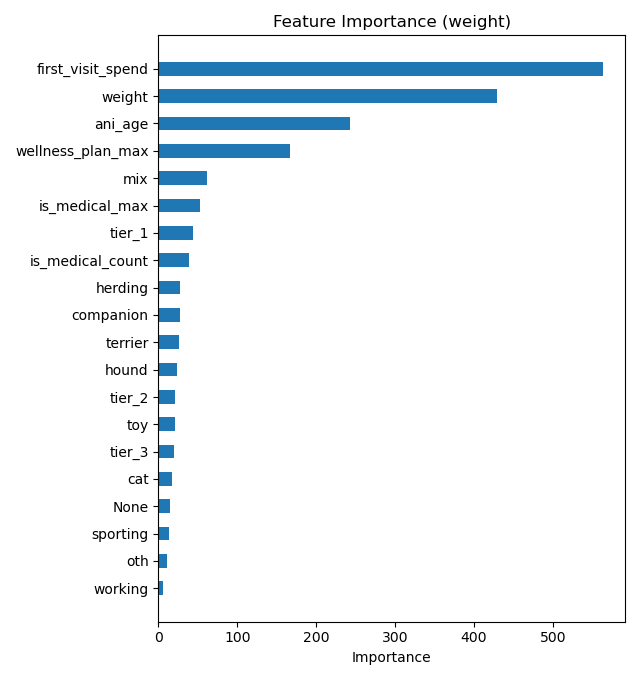 Feature Importance (weight)
first_visit_spend
weight
ani_age
wellness_plan_max
mix
is_medical_max
tier_1
is_medical_count
herding
companion
terrier
hound
tier_2
toy
tier_3
cat
None
sporting
oth
working
0 100 200 300 400 500
Importance